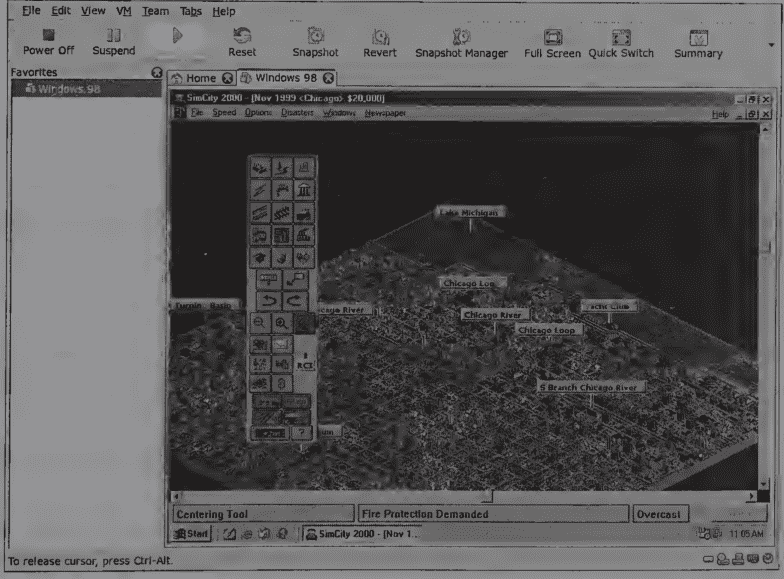 File Edit View VM Team Tabs Help
Power Off Suspend Reset Snapshot Revert Snapshot Manager Full Screen Quick Switch Summary
Favorites
Home Windows 98
Windows 98
SimCity 2000 - [Nov 1999 <Chicago> $20,000]
File Speed Options Disasters Windows Newspaper Help
Lake Michigan
Chicago Loo
Chicago River
Chicago Loop
S Branch Chicago River
RCI
?
Centering Tool Fire Protection Demanded Overcast
Start SimCity 2000 - [Nov 1... 11:05 AM
To release cursor, press Ctrl-Alt.